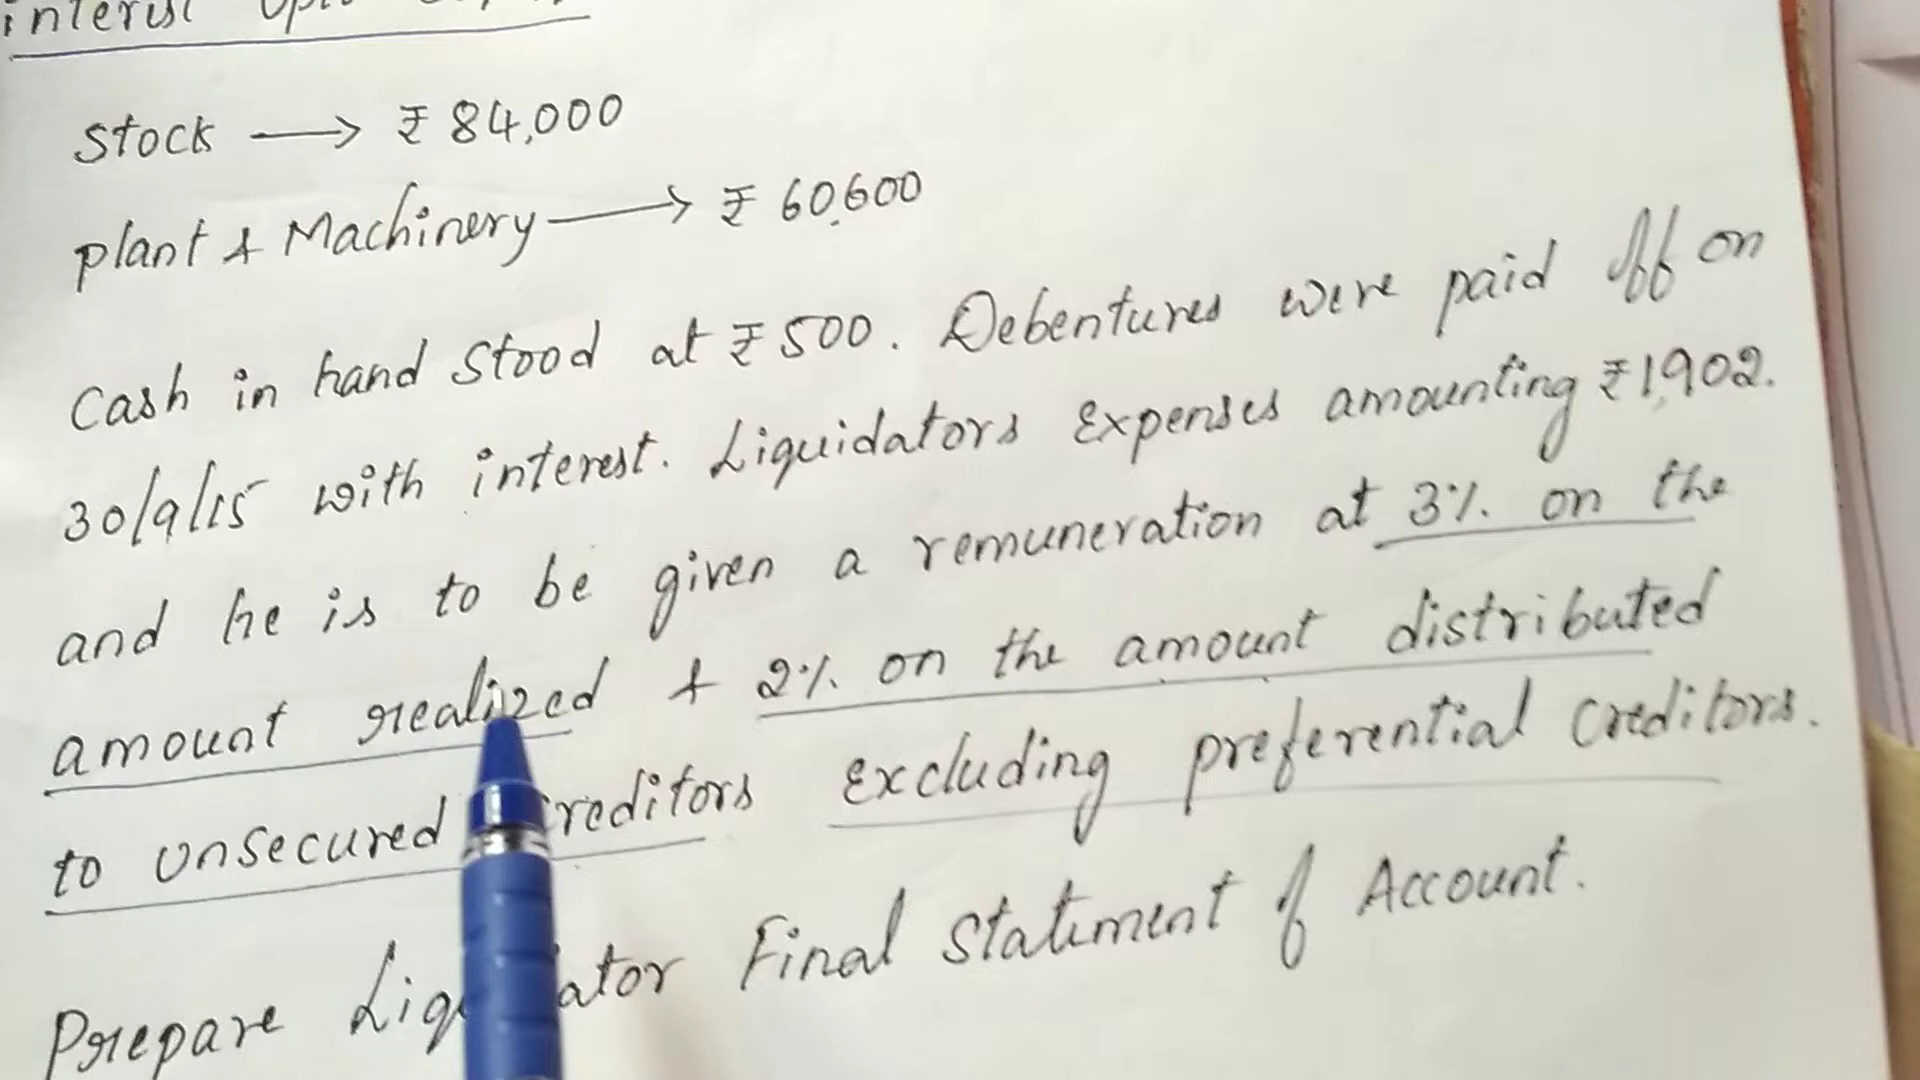 interest
Stock → ₹ 84,000
Plant & Machinery → ₹ 60,600
Cash in hand Stood at ₹ 500. Debentures were paid off on
30/9/15 with interest. Liquidators Expenses amounting ₹ 1,902.
and he is to be given a remuneration at 3% on the
amount realized & 2% on the amount distributed
to unsecured creditors Excluding preferential Creditors.
Prepare Final Statement of Account.